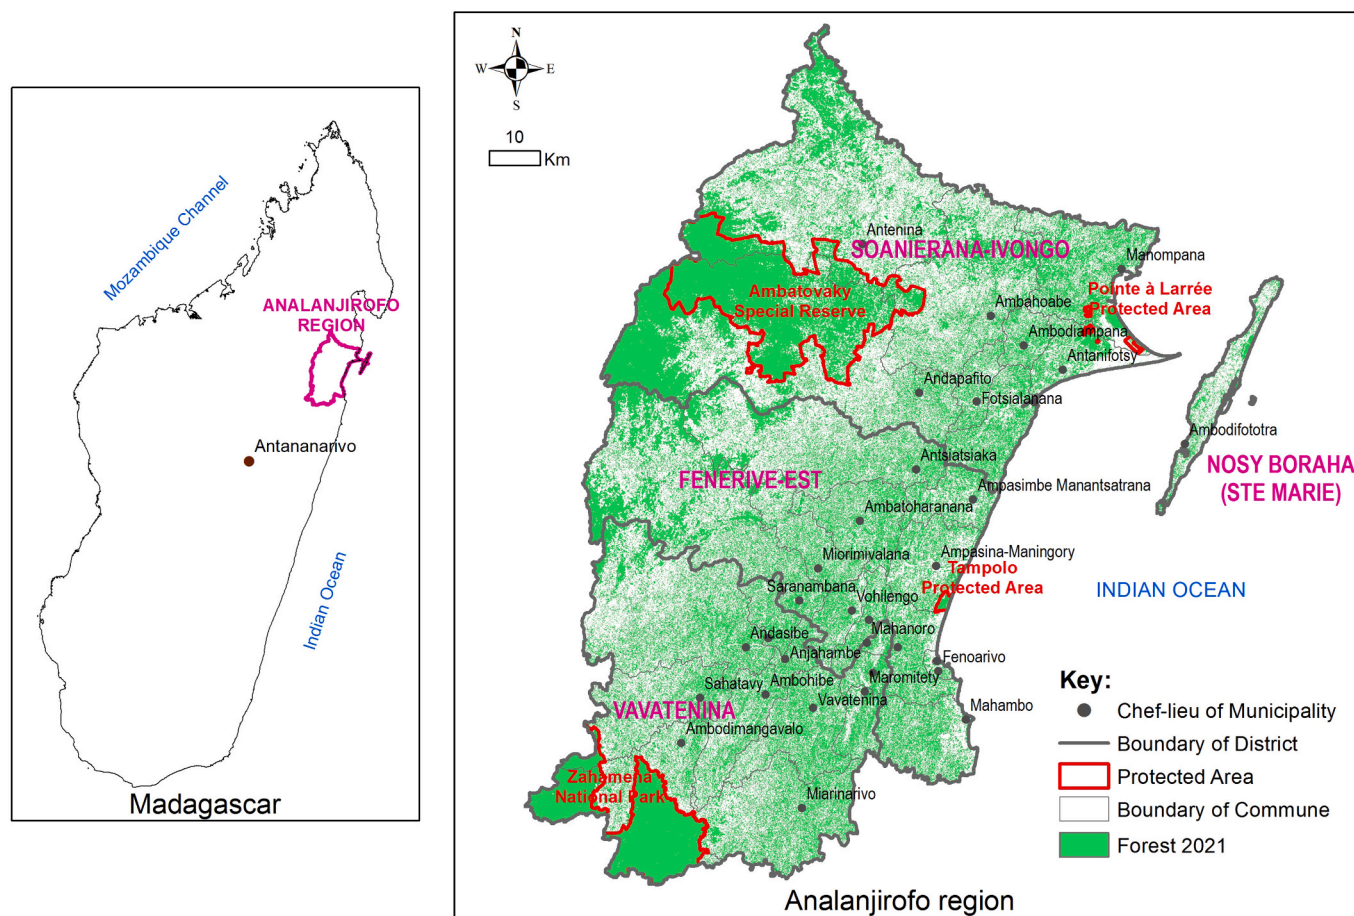 Mozambique Channel
ANALANJIROFO
REGION
Antananarivo
Indian Ocean
Madagascar
N
W E
S
10
Km
Antenina
SOANIERANA-IVONGO
Manompana
Ambatovaky
Special Reserve
Pointe à Larrée
Protected Area
Ambahoabe
Ambodiampana
Antanifotsy
Andapafito
Fotsialanana
Ambodifototra
NOSY BORAHA
(STE MARIE)
Antsiatsiaka
FENERIVE-EST
Ampasimbe Manantsatrana
Ambatoharanana
Miorimivalana
Ampasina-Maningory
Tampolo
Protected Area
INDIAN OCEAN
Saranambana
Vohilengo
Mahanoro
Andasibe
Anjahambe
Fenoarivo
Maromitety
Sahatavy
Ambohibe
Vavatenina
VAVATENINA
Mahambo
Ambodimangavalo
Zahamena
National Park
Miarinarivo
Key:
Chef-lieu of Municipality
Boundary of District
Protected Area
Boundary of Commune
Forest 2021
Analanjirofo region